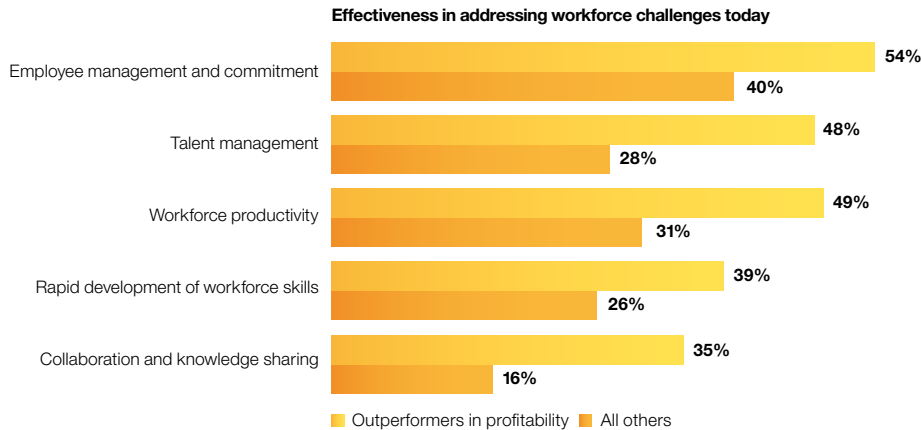 Effectiveness in addressing workforce challenges today
Employee management and commitment
54%
40%
Talent management
48%
28%
Workforce productivity
49%
31%
Rapid development of workforce skills
39%
26%
Collaboration and knowledge sharing
35%
16%
Outperformers in profitability All others